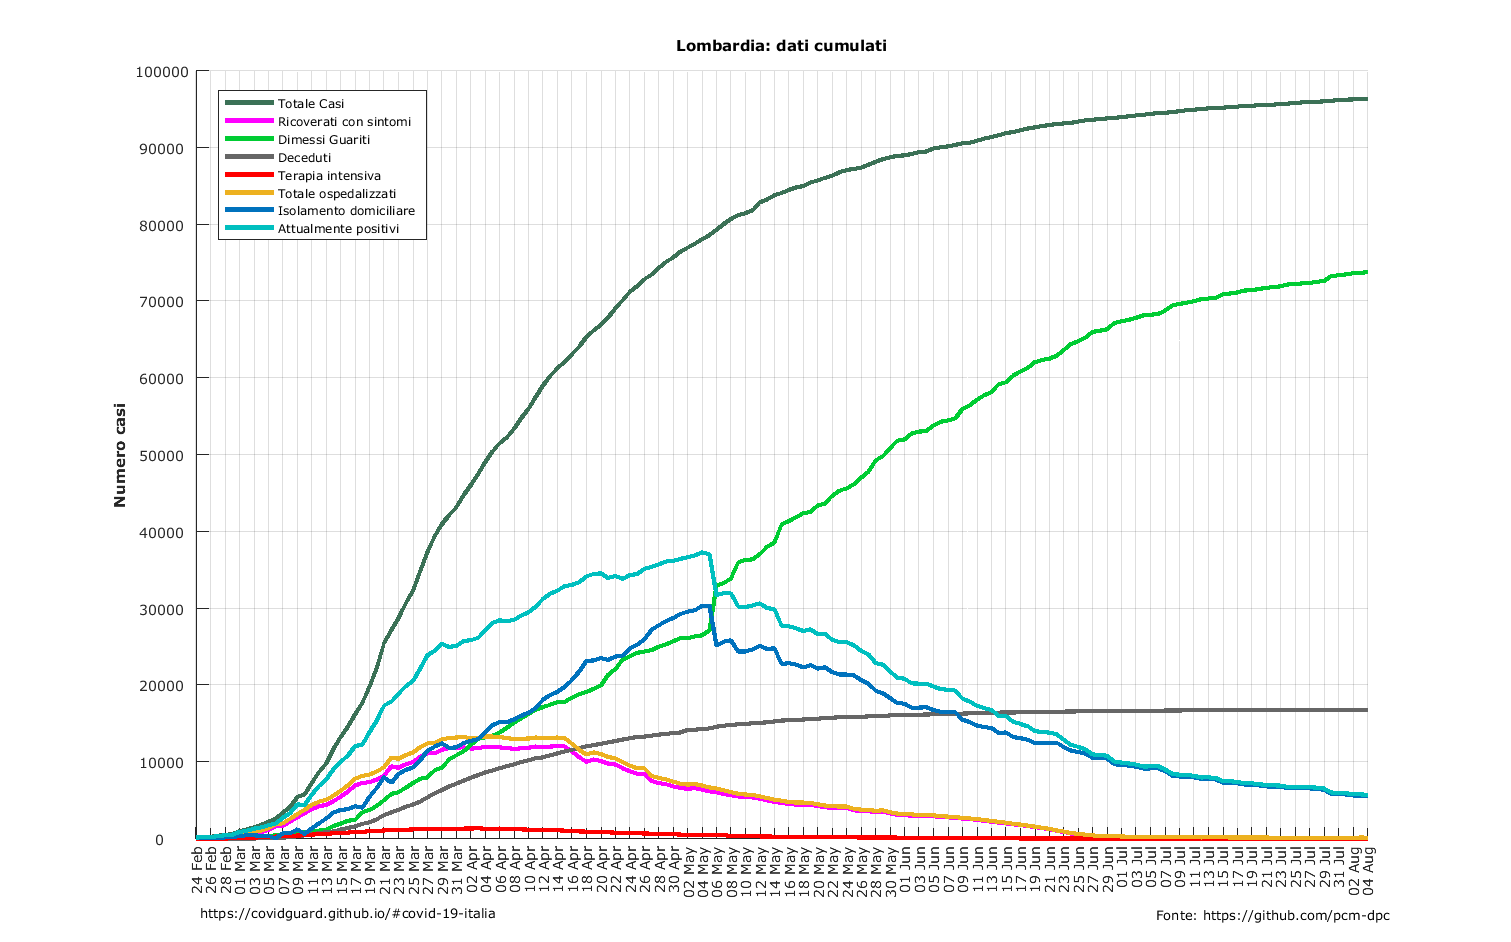 Lombardia: dati cumulati
100000
90000
80000
70000
60000
50000
40000
30000
20000
10000
0
Numero casi
Totale Casi
Ricoverati con sintomi
Dimessi Guariti
Deceduti
Terapia intensiva
Totale ospedalizzati
Isolamento domiciliare
Attualmente positivi
24 Feb
26 Feb
28 Feb
01 Mar
03 Mar
05 Mar
07 Mar
09 Mar
11 Mar
13 Mar
15 Mar
17 Mar
19 Mar
21 Mar
23 Mar
25 Mar
27 Mar
29 Mar
31 Mar
02 Apr
04 Apr
06 Apr
08 Apr
10 Apr
12 Apr
14 Apr
16 Apr
18 Apr
20 Apr
22 Apr
24 Apr
26 Apr
28 Apr
30 Apr
02 May
04 May
06 May
08 May
10 May
12 May
14 May
16 May
18 May
20 May
22 May
24 May
26 May
28 May
30 May
01 Jun
03 Jun
05 Jun
07 Jun
09 Jun
11 Jun
13 Jun
15 Jun
17 Jun
19 Jun
21 Jun
23 Jun
25 Jun
27 Jun
29 Jun
01 Jul
03 Jul
05 Jul
07 Jul
09 Jul
11 Jul
13 Jul
15 Jul
17 Jul
19 Jul
21 Jul
23 Jul
25 Jul
27 Jul
29 Jul
31 Jul
02 Aug
04 Aug
https://covidguard.github.io/#covid-19-italia
Fonte: https://github.com/pcm-dpc